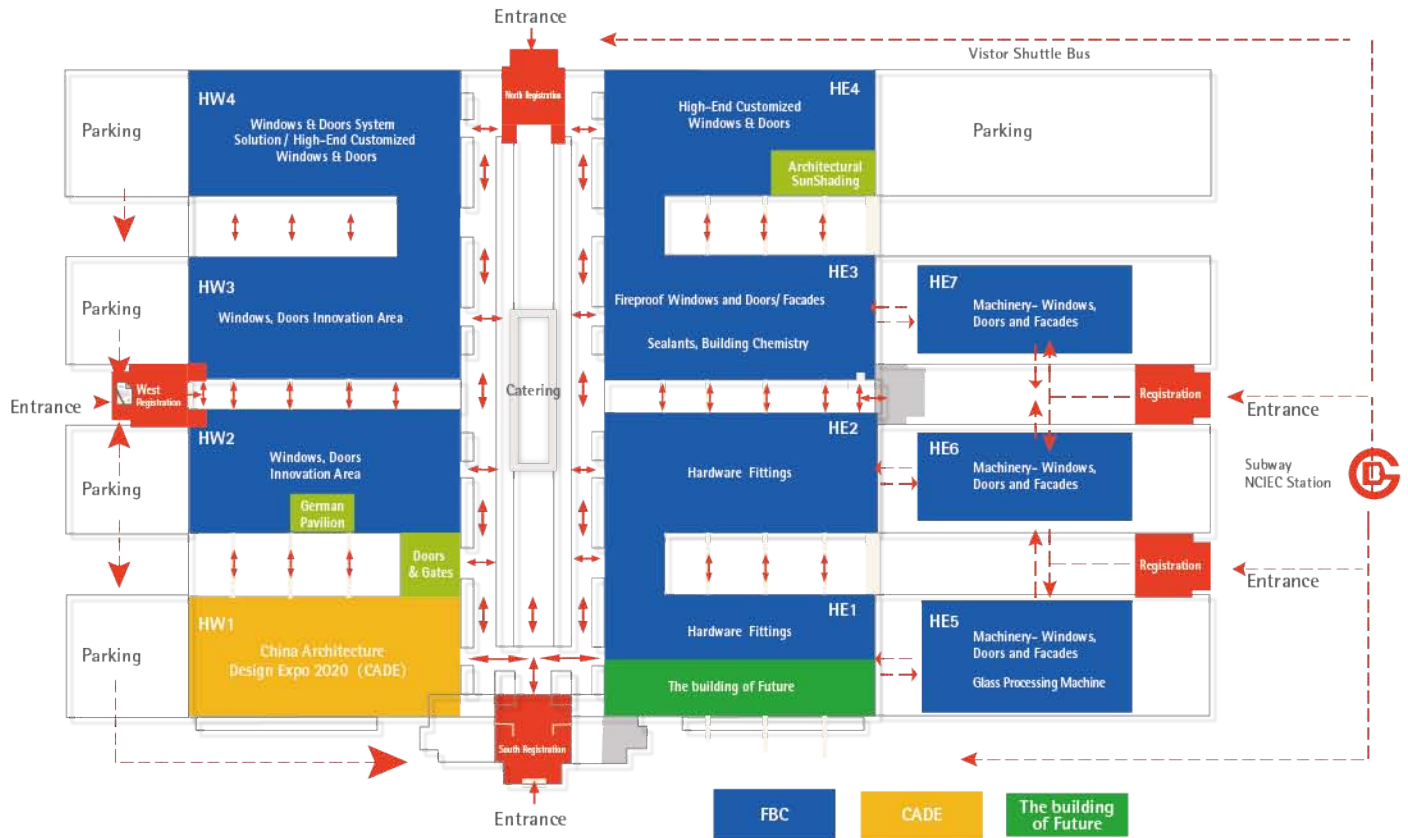 Entrance
Vistor Shuttle Bus
Parking
HW4
Windows & Doors System
Solution / High-End Customized
Windows & Doors
North Registration
HE4
High-End Customized
Windows & Doors
Architectural
SunShading
Parking
Parking
HW3
Windows, Doors Innovation Area
HE3
Fireproof Windows and Doors/ Facades
Sealants, Building Chemistry
HE7
Machinery- Windows,
Doors and Facades
Entrance
West
Registration
Catering
Registration
Entrance
Parking
HW2
Windows, Doors
Innovation Area
German
Pavilion
Doors
& Gates
HE2
Hardware Fittings
HE6
Machinery- Windows,
Doors and Facades
Subway
NCIEC Station
Registration
Entrance
Parking
HW1
China Architecture
Design Expo 2020（CADE）
HE1
Hardware Fittings
The building of Future
HE5
Machinery- Windows,
Doors and Facades
Glass Processing Machine
South Registration
Entrance
FBC
CADE
The building
of Future